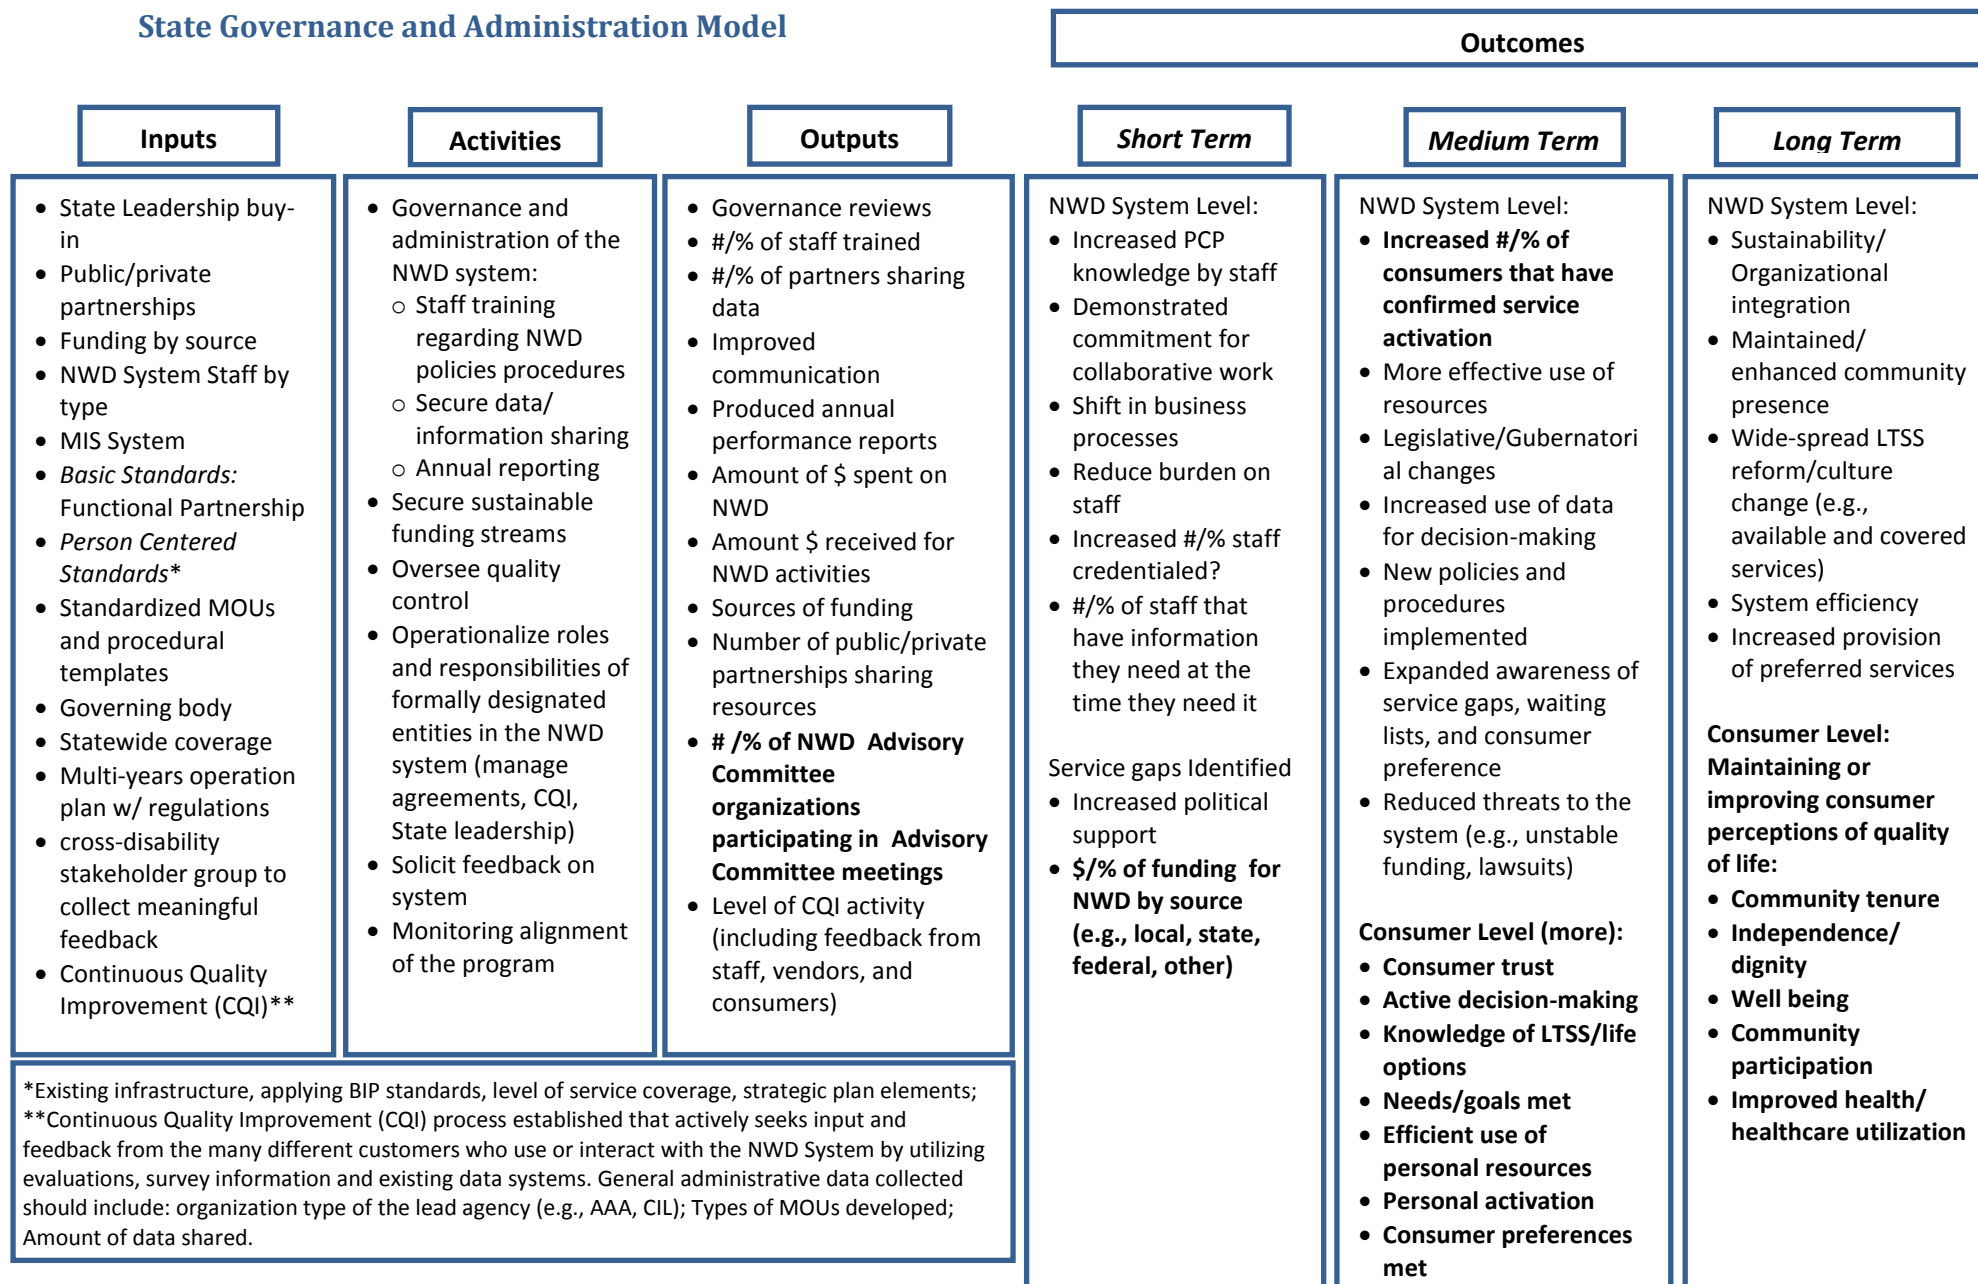 State Governance and Administration Model
Outcomes
Inputs
Activities
Outputs
Short Term
Medium Term
Long Term
• State Leadership buy-
in
• Public/private
partnerships
• Funding by source
• NWD System Staff by
type
• MIS System
• Basic Standards:
Functional Partnership
• Person Centered
Standards*
• Standardized MOUs
and procedural
templates
• Governing body
• Statewide coverage
• Multi-years operation
plan w/ regulations
• cross-disability
stakeholder group to
collect meaningful
feedback
• Continuous Quality
Improvement (CQI)**
• Governance and
administration of the
NWD system:
o Staff training
regarding NWD
policies procedures
o Secure data/
information sharing
o Annual reporting
• Secure sustainable
funding streams
• Oversee quality
control
• Operationalize roles
and responsibilities of
formally designated
entities in the NWD
system (manage
agreements, CQI,
State leadership)
• Solicit feedback on
system
• Monitoring alignment
of the program
• Governance reviews
• #/% of staff trained
• #/% of partners sharing
data
• Improved
communication
• Produced annual
performance reports
• Amount of $ spent on
NWD
• Amount $ received for
NWD activities
• Sources of funding
• Number of public/private
partnerships sharing
resources
• # /% of NWD Advisory
Committee
organizations
participating in Advisory
Committee meetings
• Level of CQI activity
(including feedback from
staff, vendors, and
consumers)
NWD System Level:
• Increased PCP
knowledge by staff
• Demonstrated
commitment for
collaborative work
• Shift in business
processes
• Reduce burden on
staff
• Increased #/% staff
credentialed?
• #/% of staff that
have information
they need at the
time they need it
Service gaps Identified
• Increased political
support
• $/% of funding for
NWD by source
(e.g., local, state,
federal, other)
NWD System Level:
• Increased #/% of
consumers that have
confirmed service
activation
• More effective use of
resources
• Legislative/Gubernatori
al changes
• Increased use of data
for decision-making
• New policies and
procedures
implemented
• Expanded awareness of
service gaps, waiting
lists, and consumer
preference
• Reduced threats to the
system (e.g., unstable
funding, lawsuits)
Consumer Level (more):
• Consumer trust
• Active decision-making
• Knowledge of LTSS/life
options
• Needs/goals met
• Efficient use of
personal resources
• Personal activation
• Consumer preferences
met
NWD System Level:
• Sustainability/
Organizational
integration
• Maintained/
enhanced community
presence
• Wide-spread LTSS
reform/culture
change (e.g.,
available and covered
services)
• System efficiency
• Increased provision
of preferred services
Consumer Level:
Maintaining or
improving consumer
perceptions of quality
of life:
• Community tenure
• Independence/
dignity
• Well being
• Community
participation
• Improved health/
healthcare utilization
*Existing infrastructure, applying BIP standards, level of service coverage, strategic plan elements;
**Continuous Quality Improvement (CQI) process established that actively seeks input and
feedback from the many different customers who use or interact with the NWD System by utilizing
evaluations, survey information and existing data systems. General administrative data collected
should include: organization type of the lead agency (e.g., AAA, CIL); Types of MOUs developed;
Amount of data shared.